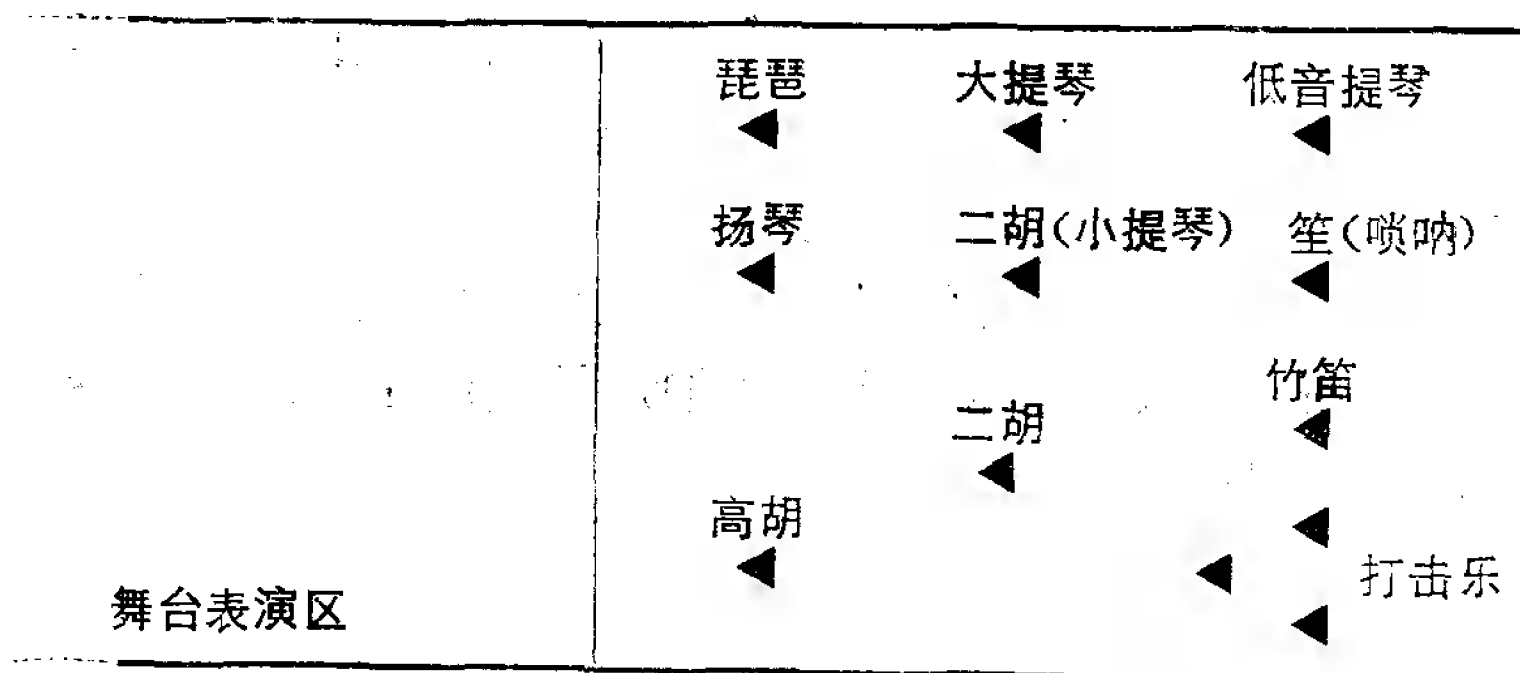 琵琶 大提琴 低音提琴
扬琴 二胡(小提琴) 笙(唢呐)
竹笛
二胡
高胡
打击乐
舞台表演区